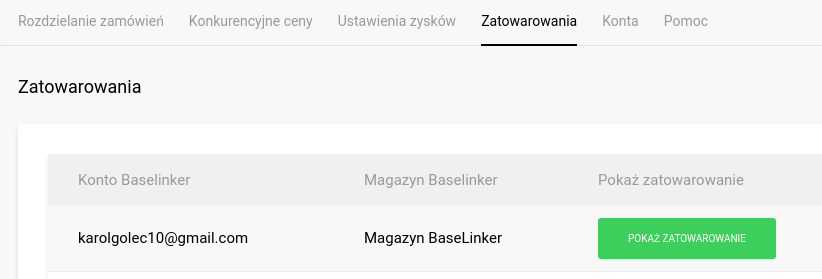 Rozdzielanie zamówień Konkurencyjne ceny Ustawienia zysków Zatowarowania Konta Pomoc
Zatowarowania
Konto Baselinker Magazyn Baselinker Pokaż zatowarowanie
karolgolec10@gmail.com Magazyn BaseLinker POKAŻ ZATOWAROWANIE